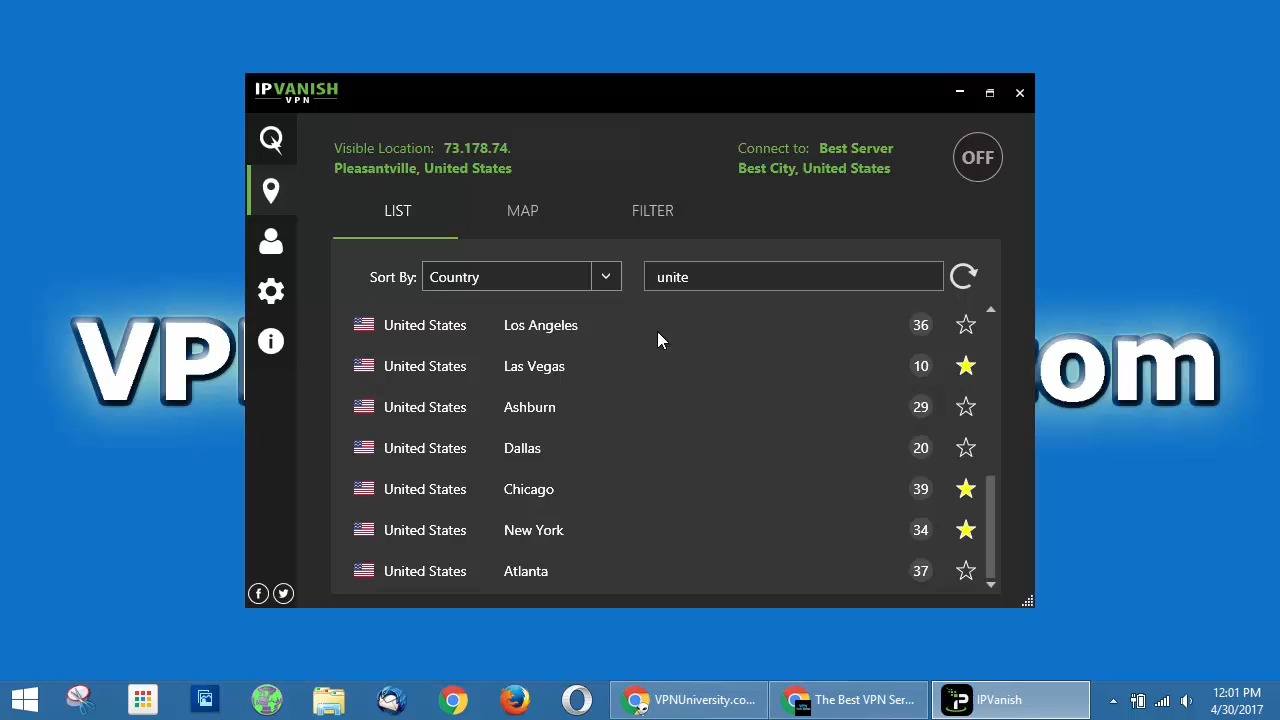 IPVANISH
VPN
Visible Location: 73.178.74.
Pleasantville, United States
Connect to: Best Server
Best City, United States
OFF
LIST MAP FILTER
Sort By: Country unite
United States Los Angeles 36
United States Las Vegas 10
United States Ashburn 29
United States Dallas 20
United States Chicago 39
United States New York 34
United States Atlanta 37
VP
om
VPNUniversity.co... The Best VPN Ser... IPVanish
12:01 PM
4/30/2017